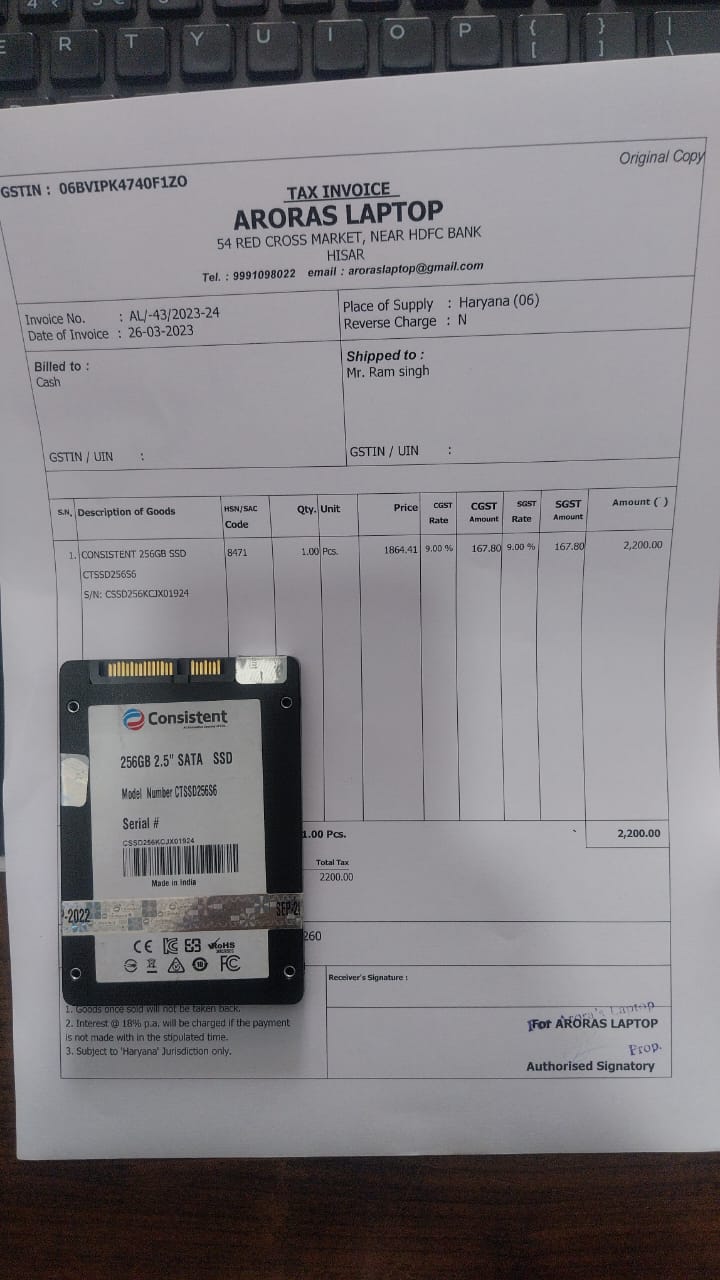 R T Y U I O P { [ } ] | \
Original Copy
GSTIN : 06BVIPK4740F1ZO
TAX INVOICE
ARORAS LAPTOP
54 RED CROSS MARKET, NEAR HDFC BANK
HISAR
Tel. : 9991098022 email : aroraslaptop@gmail.com
Invoice No. : AL/-43/2023-24
Date of Invoice : 26-03-2023
Place of Supply : Haryana (06)
Reverse Charge : N
Billed to :
Cash
GSTIN / UIN :
Shipped to :
Mr. Ram singh
GSTIN / UIN :
S.N. Description of Goods HSN/SAC Code Qty. Unit Price CGST Rate CGST Amount SGST Rate SGST Amount Amount ( )
1. CONSISTENT 256GB SSD 8471 1.00 Pcs. 1864.41 9.00 % 167.80 9.00 % 167.80 2,200.00
CTSSD256S6
S/N: CSSD256KCJX01924
Consistent
256GB 2.5" SATA SSD
Model Number CTSSD256S6
Serial #
CSSD256KCJX01924
Made in India
-2022 SEP-2
CE RoHS
FC
1.00 Pcs. 2,200.00
Total Tax
2200.00
260
Receiver's Signature :
1. Goods once sold will not be taken back.
2. Interest @ 18% p.a. will be charged if the payment
is not made with in the stipulated time.
3. Subject to 'Haryana' Jurisdiction only.
For Arora's Laptop
For ARORAS LAPTOP
Prop.
Authorised Signatory